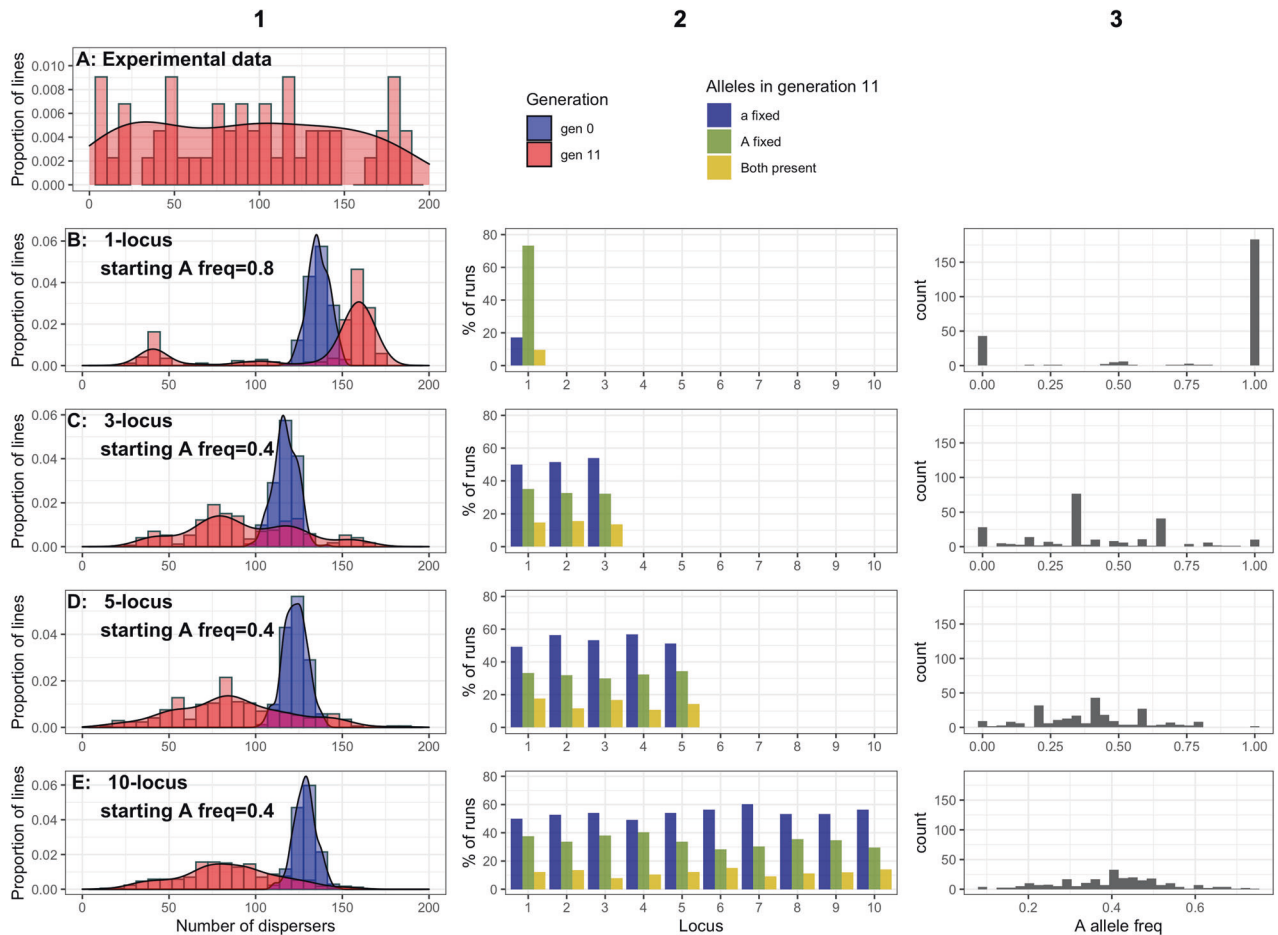 1
2
3
A: Experimental data
Proportion of lines
0.010
0.008
0.006
0.004
0.002
0.000
0 50 100 150 200
Generation
gen 0
gen 11
Alleles in generation 11
a fixed
A fixed
Both present
B: 1-locus
starting A freq=0.8
Proportion of lines
0.06
0.04
0.02
0.00
0 50 100 150 200
% of runs
80
60
40
20
0
1 2 3 4 5 6 7 8 9 10
count
150
100
50
0
0.00 0.25 0.50 0.75 1.00
C: 3-locus
starting A freq=0.4
Proportion of lines
0.06
0.04
0.02
0.00
0 50 100 150 200
% of runs
80
60
40
20
0
1 2 3 4 5 6 7 8 9 10
count
150
100
50
0
0.00 0.25 0.50 0.75 1.00
D: 5-locus
starting A freq=0.4
Proportion of lines
0.04
0.02
0.00
0 50 100 150 200
% of runs
80
60
40
20
0
1 2 3 4 5 6 7 8 9 10
count
150
100
50
0
0.00 0.25 0.50 0.75 1.00
E: 10-locus
starting A freq=0.4
Proportion of lines
0.06
0.04
0.02
0.00
0 50 100 150 200
Number of dispersers
% of runs
80
60
40
20
0
1 2 3 4 5 6 7 8 9 10
Locus
count
150
100
50
0
0.2 0.4 0.6
A allele freq